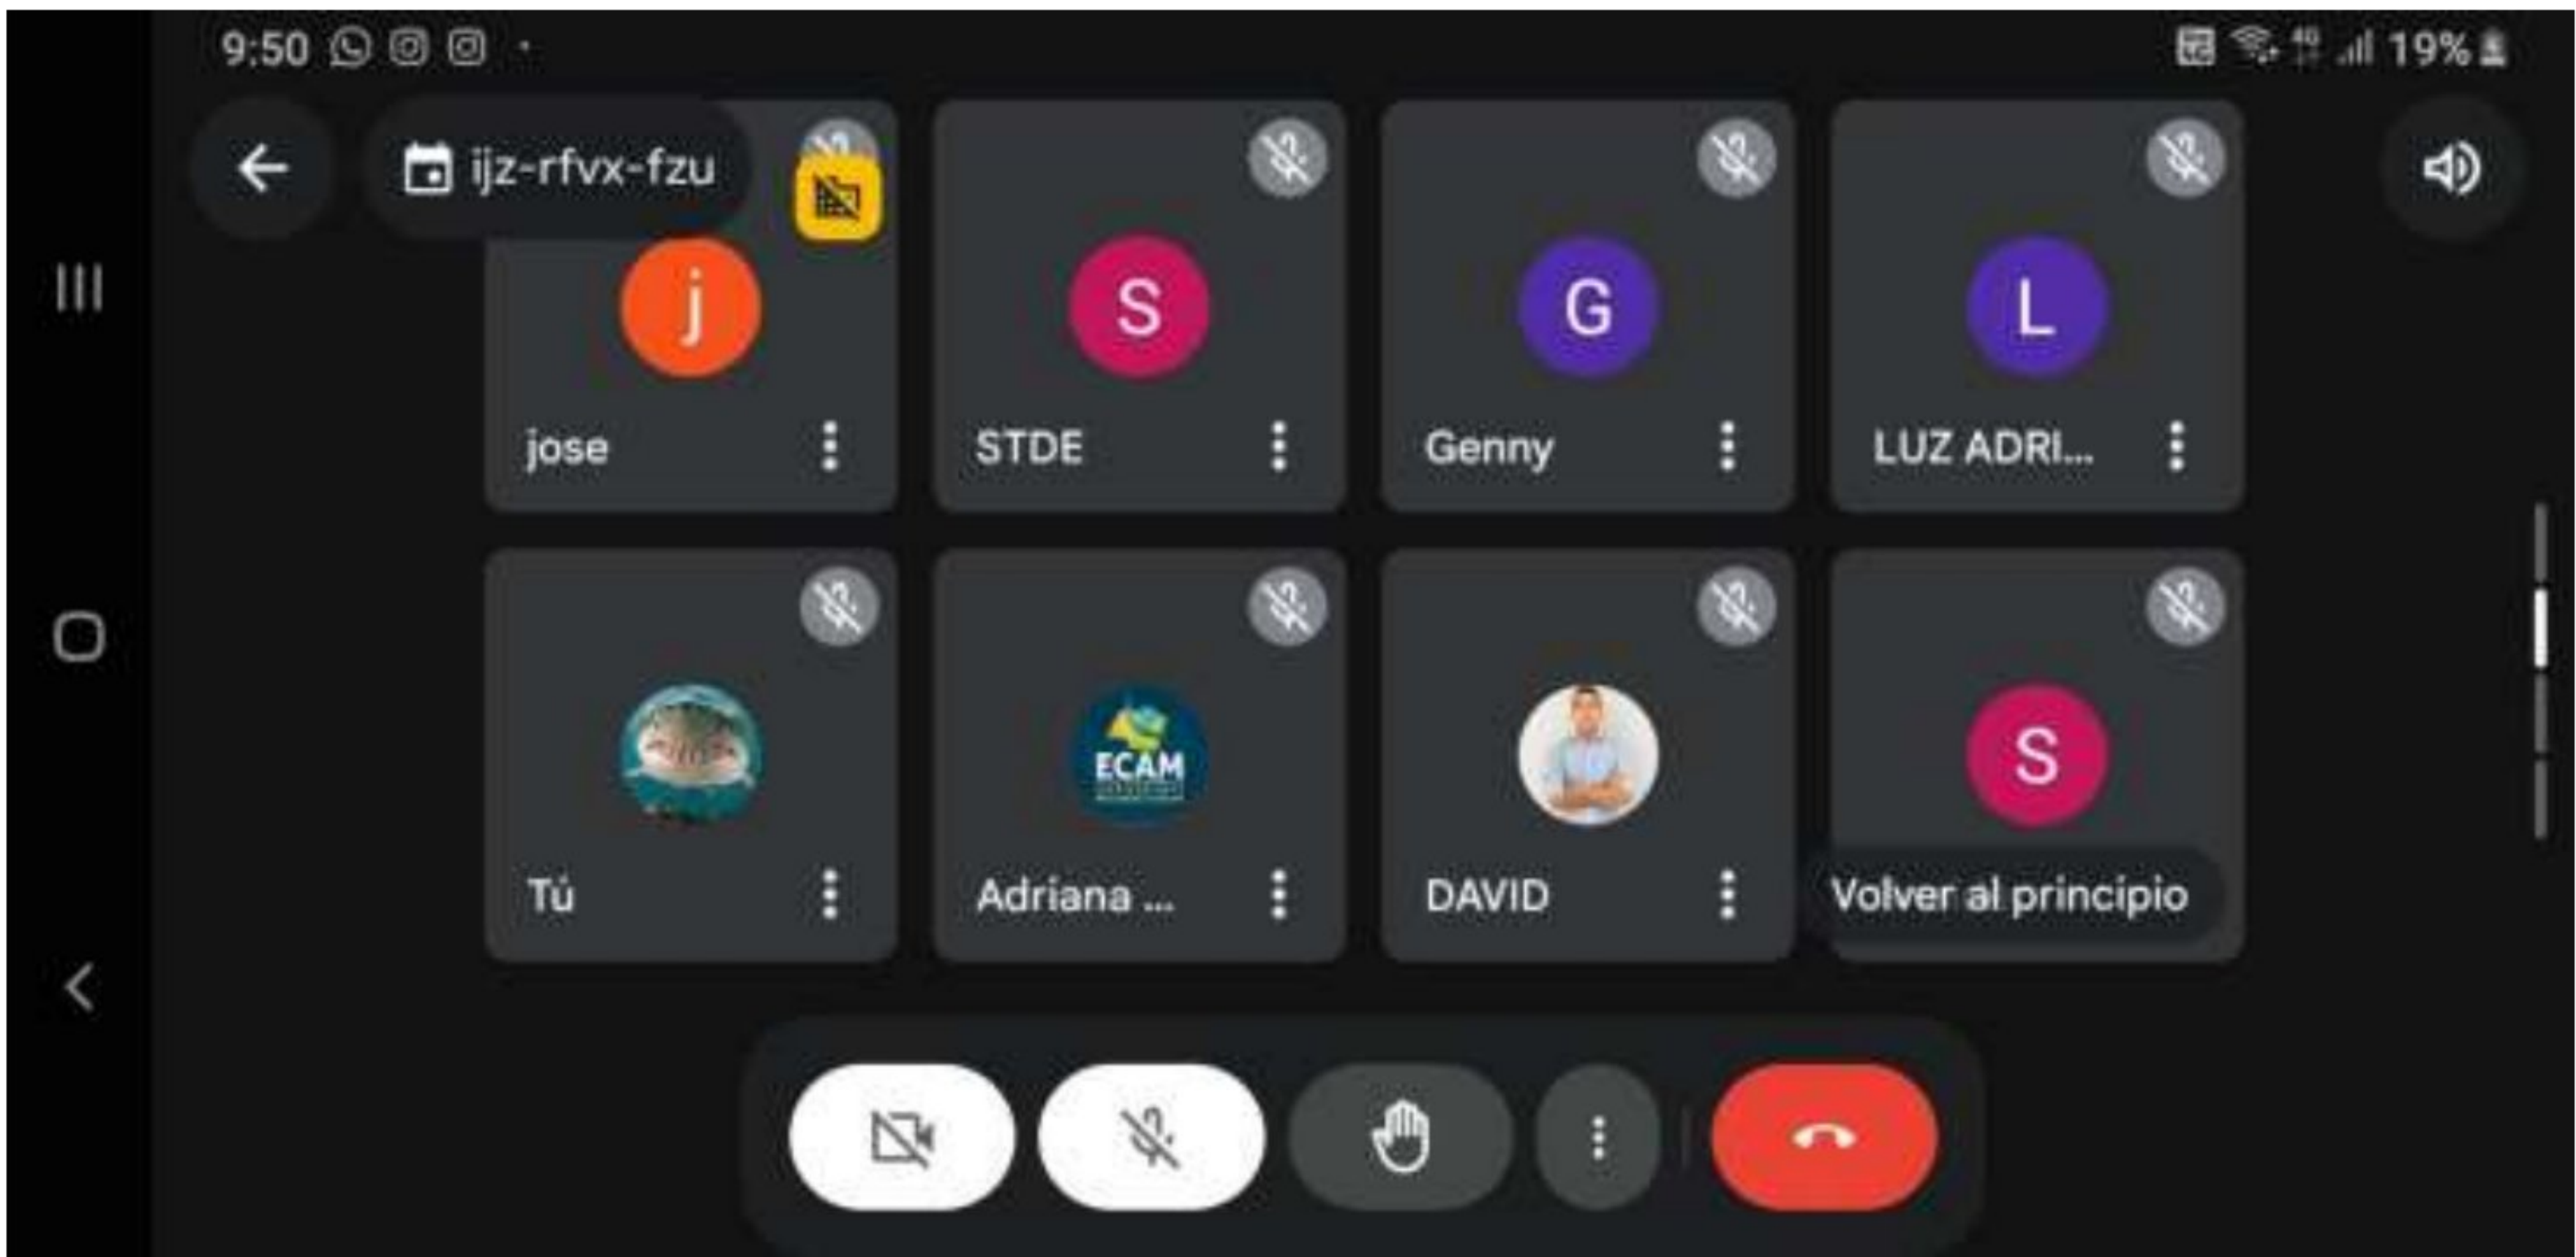 9:50
19%
ijz-rfvx-fzu
j
S
G
L
jose
STDE
Genny
LUZ ADRI...
ECAM
S
Tú
Adriana ...
DAVID
Volver al principio